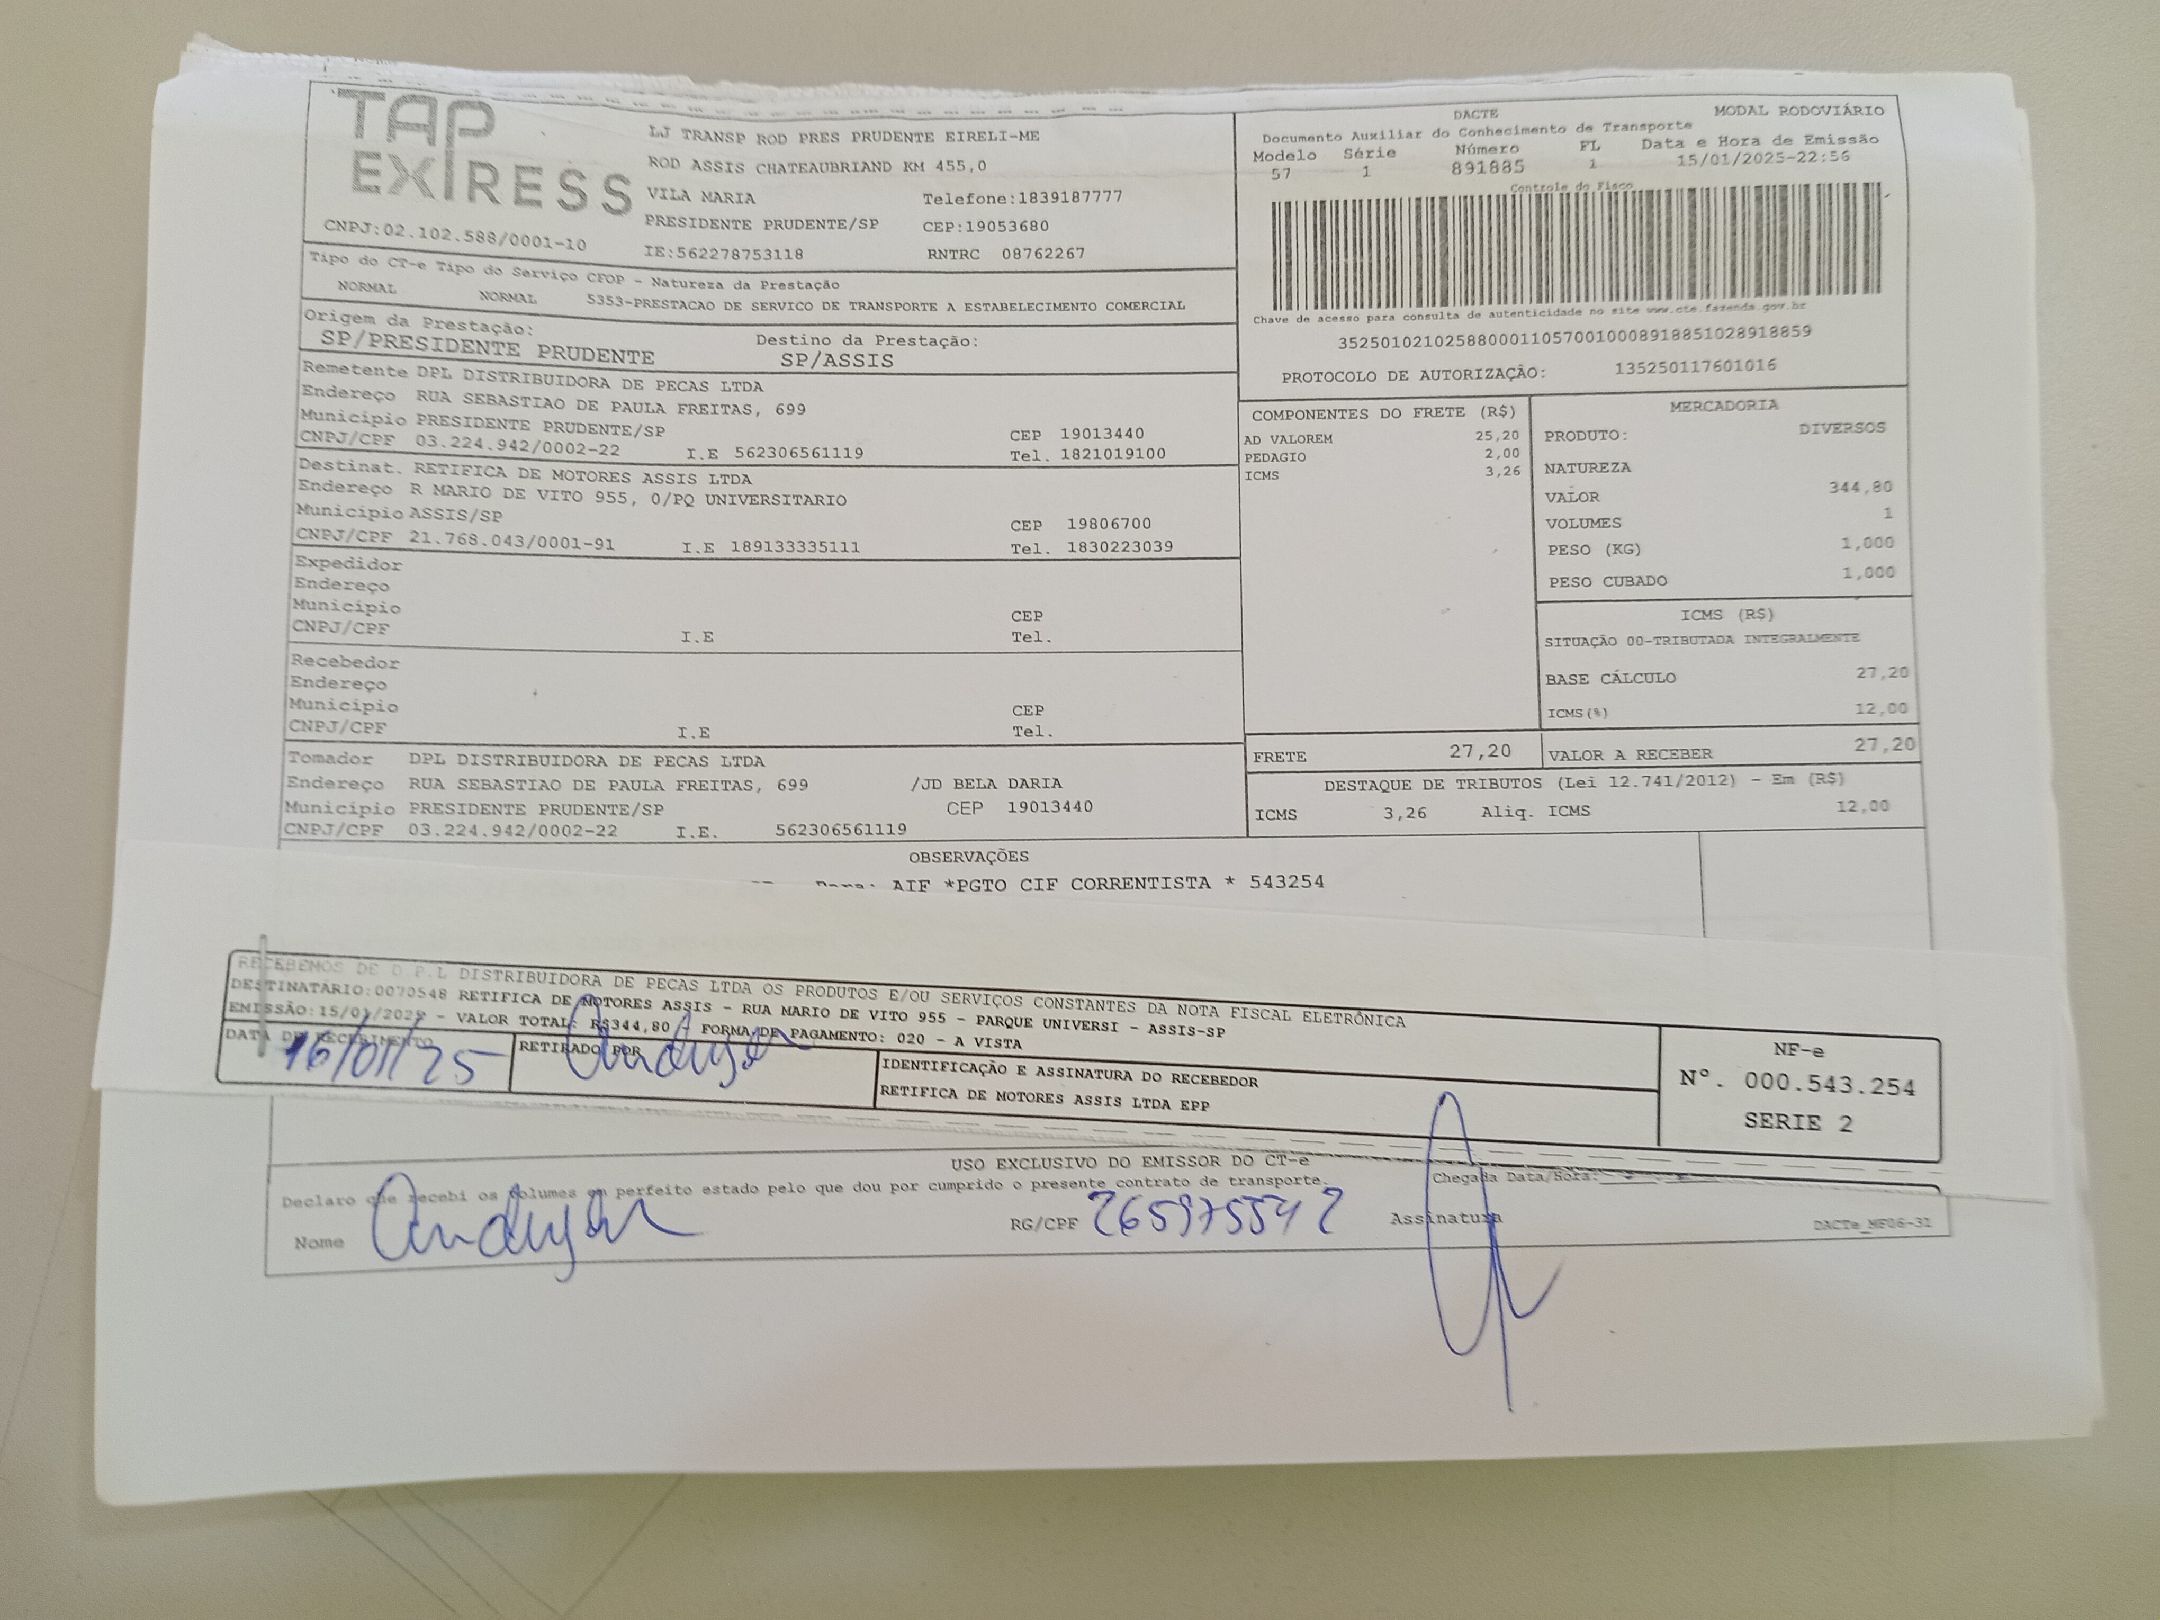 TAP
EXPRESS
CNPJ:02.102.588/0001-10
LJ TRANSP ROD PRES PRUDENTE EIRELI-ME
ROD ASSIS CHATEAUBRIAND KM 455,0
VILA MARIA Telefone:1839187777
PRESIDENTE PRUDENTE/SP CEP:19053680
IE:562278753118 RNTRC 08762267
DACTE MODAL RODOVIÁRIO
Documento Auxiliar do Conhecimento de Transporte
Modelo Série Número FL Data e Hora de Emissão
57 1 891885 1 15/01/2025-22:56
Controle do Fisco
Chave de acesso para consulta de autenticidade no site www.cte.fazenda.gov.br
35250102102588000110570010008918851028918859
PROTOCOLO DE AUTORIZAÇÃO: 135250117601016
Tipo do CT-e Tipo do Serviço CFOP - Natureza da Prestação
NORMAL NORMAL 5353-PRESTACAO DE SERVICO DE TRANSPORTE A ESTABELECIMENTO COMERCIAL
Origem da Prestação: Destino da Prestação:
SP/PRESIDENTE PRUDENTE SP/ASSIS
Remetente DPL DISTRIBUIDORA DE PECAS LTDA
Endereço RUA SEBASTIAO DE PAULA FREITAS, 699
Município PRESIDENTE PRUDENTE/SP CEP 19013440
CNPJ/CPF 03.224.942/0002-22 I.E 562306561119 Tel. 1821019100
Destinat. RETIFICA DE MOTORES ASSIS LTDA
Endereço R MARIO DE VITO 955, 0/PQ UNIVERSITARIO
Município ASSIS/SP CEP 19806700
CNPJ/CPF 21.768.043/0001-91 I.E 189133335111 Tel. 1830223039
Expedidor
Endereço
Município CEP
CNPJ/CPF I.E Tel.
Recebedor
Endereço
Município CEP
CNPJ/CPF I.E Tel.
Tomador DPL DISTRIBUIDORA DE PECAS LTDA
Endereço RUA SEBASTIAO DE PAULA FREITAS, 699 /JD BELA DARIA
Município PRESIDENTE PRUDENTE/SP CEP 19013440
CNPJ/CPF 03.224.942/0002-22 I.E. 562306561119
COMPONENTES DO FRETE (R$)
AD VALOREM 25,20
PEDAGIO 2,00
ICMS 3,26
MERCADORIA
PRODUTO: DIVERSOS
NATUREZA
VALOR 344,80
VOLUMES 1
PESO (KG) 1,000
PESO CUBADO 1,000
ICMS (R$)
SITUAÇÃO 00-TRIBUTADA INTEGRALMENTE
BASE CÁLCULO 27,20
ICMS(%) 12,00
FRETE 27,20 VALOR A RECEBER 27,20
DESTAQUE DE TRIBUTOS (Lei 12.741/2012) - Em (R$)
ICMS 3,26 Aliq. ICMS 12,00
OBSERVAÇÕES
AIF *PGTO CIF CORRENTISTA * 543254
RECEBEMOS DE D.P.L DISTRIBUIDORA DE PECAS LTDA OS PRODUTOS E/OU SERVIÇOS CONSTANTES DA NOTA FISCAL ELETRÔNICA
DESTINATÁRIO:0070548 RETIFICA DE MOTORES ASSIS - RUA MARIO DE VITO 955 - PARQUE UNIVERSI - ASSIS-SP
EMISSÃO:15/01/2025 - VALOR TOTAL: R$344,80 / FORMA DE PAGAMENTO: 020 - A VISTA
DATA DE RECEBIMENTO RETIRADO POR IDENTIFICAÇÃO E ASSINATURA DO RECEBEDOR
16/01/25 RETIFICA DE MOTORES ASSIS LTDA EPP
NF-e
Nº. 000.543.254
SERIE 2
USO EXCLUSIVO DO EMISSOR DO CT-e
Declaro que recebi os volumes em perfeito estado pelo que dou por cumprido o presente contrato de transporte. Chegada Data/Hora:
Nome RG/CPF 265975542 Assinatura DACTe_MF06-31